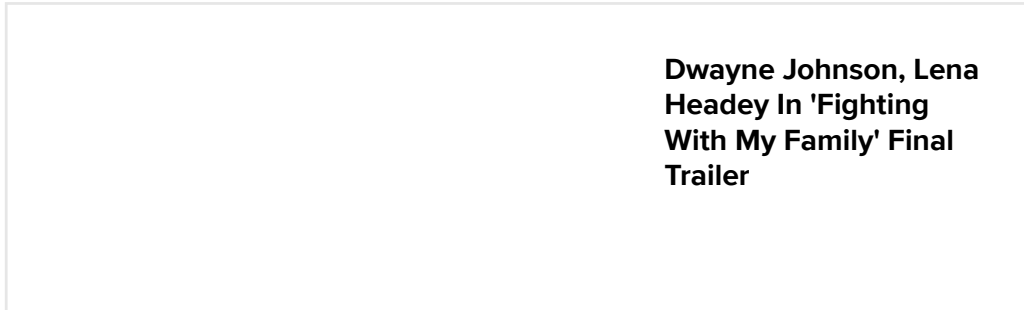 Dwayne Johnson, Lena
Headey In 'Fighting
With My Family' Final
Trailer